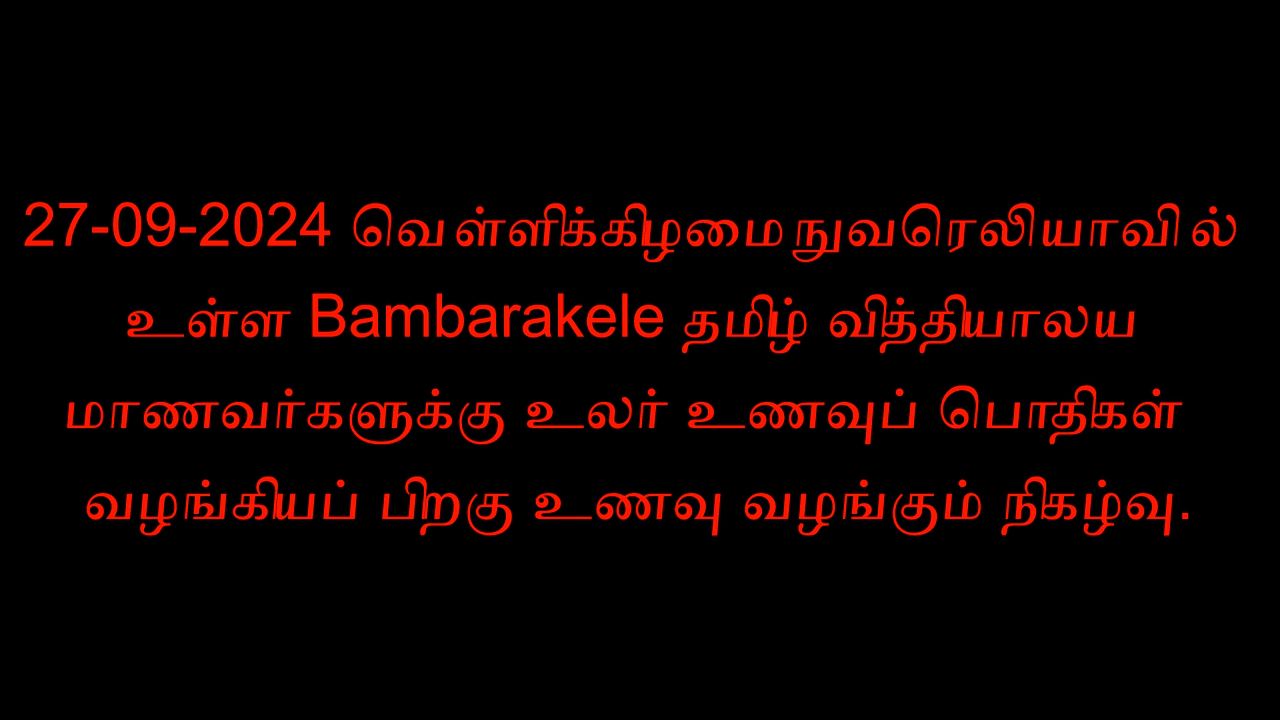 27-09-2024 வெள்ளிக்கிழமை நுவரெலியாவில்
உள்ள Bambarakele தமிழ் வித்தியாலய
மாணவர்களுக்கு உலர் உணவுப் பொதிகள்
வழங்கியப் பிறகு உணவு வழங்கும் நிகழ்வு.